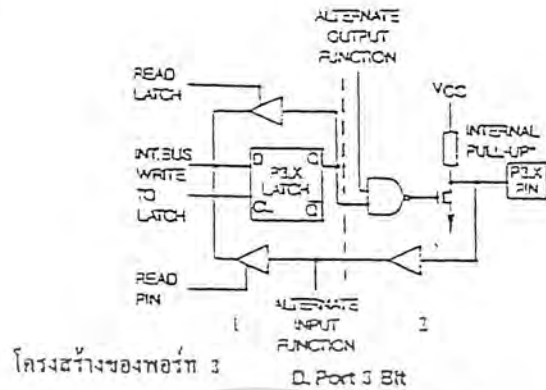 ALTERNATE
OUTPUT
FUNCTION
READ
LATCH
VCC
INTERNAL
PULL-UP*
INT.BUS
WRITE
TO
LATCH
D Q
P3.X
LATCH
P3.X
PIN
READ
PIN
ALTERNATE
INPUT
FUNCTION
1
2
โครงสร้างของพอร์ท 3
D. Port 3 Bit